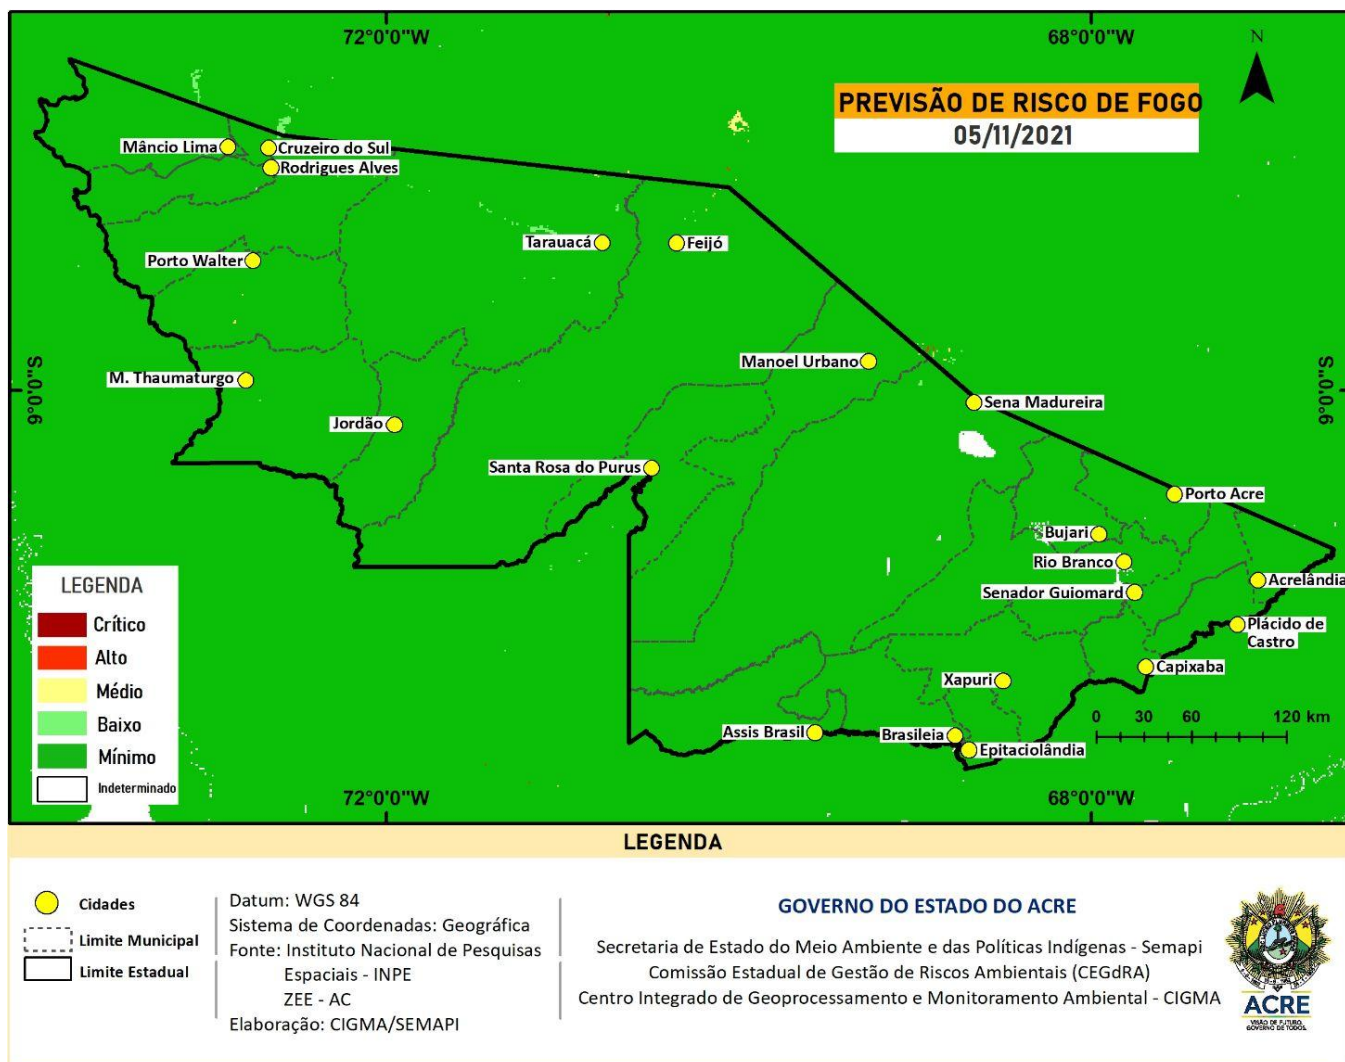 72°0'0"W
68°0'0"W
N
PREVISÃO DE RISCO DE FOGO
05/11/2021
Mâncio Lima
Cruzeiro do Sul
Rodrigues Alves
Tarauacá
Feijó
Porto Walter
Manoel Urbano
9°0'0"S
9°0'0"S
M. Thaumaturgo
Sena Madureira
Jordão
Santa Rosa do Purus
Porto Acre
Bujari
Rio Branco
Acrelândia
Senador Guiomard
Plácido de
Castro
Capixaba
Xapuri
Assis Brasil
Brasileia
Epitaciolândia
0 30 60 120 km
LEGENDA
Crítico
Alto
Médio
Baixo
Mínimo
Indeterminado
72°0'0"W
68°0'0"W
LEGENDA
Cidades
Limite Municipal
Limite Estadual
Datum: WGS 84
Sistema de Coordenadas: Geográfica
Fonte: Instituto Nacional de Pesquisas
Espaciais - INPE
ZEE - AC
Elaboração: CIGMA/SEMAPI
GOVERNO DO ESTADO DO ACRE
Secretaria de Estado do Meio Ambiente e das Políticas Indígenas - Semapi
Comissão Estadual de Gestão de Riscos Ambientais (CEGdRA)
Centro Integrado de Geoprocessamento e Monitoramento Ambiental - CIGMA
ACRE
VISÃO DE FUTURO,
GOVERNO DE TODOS.